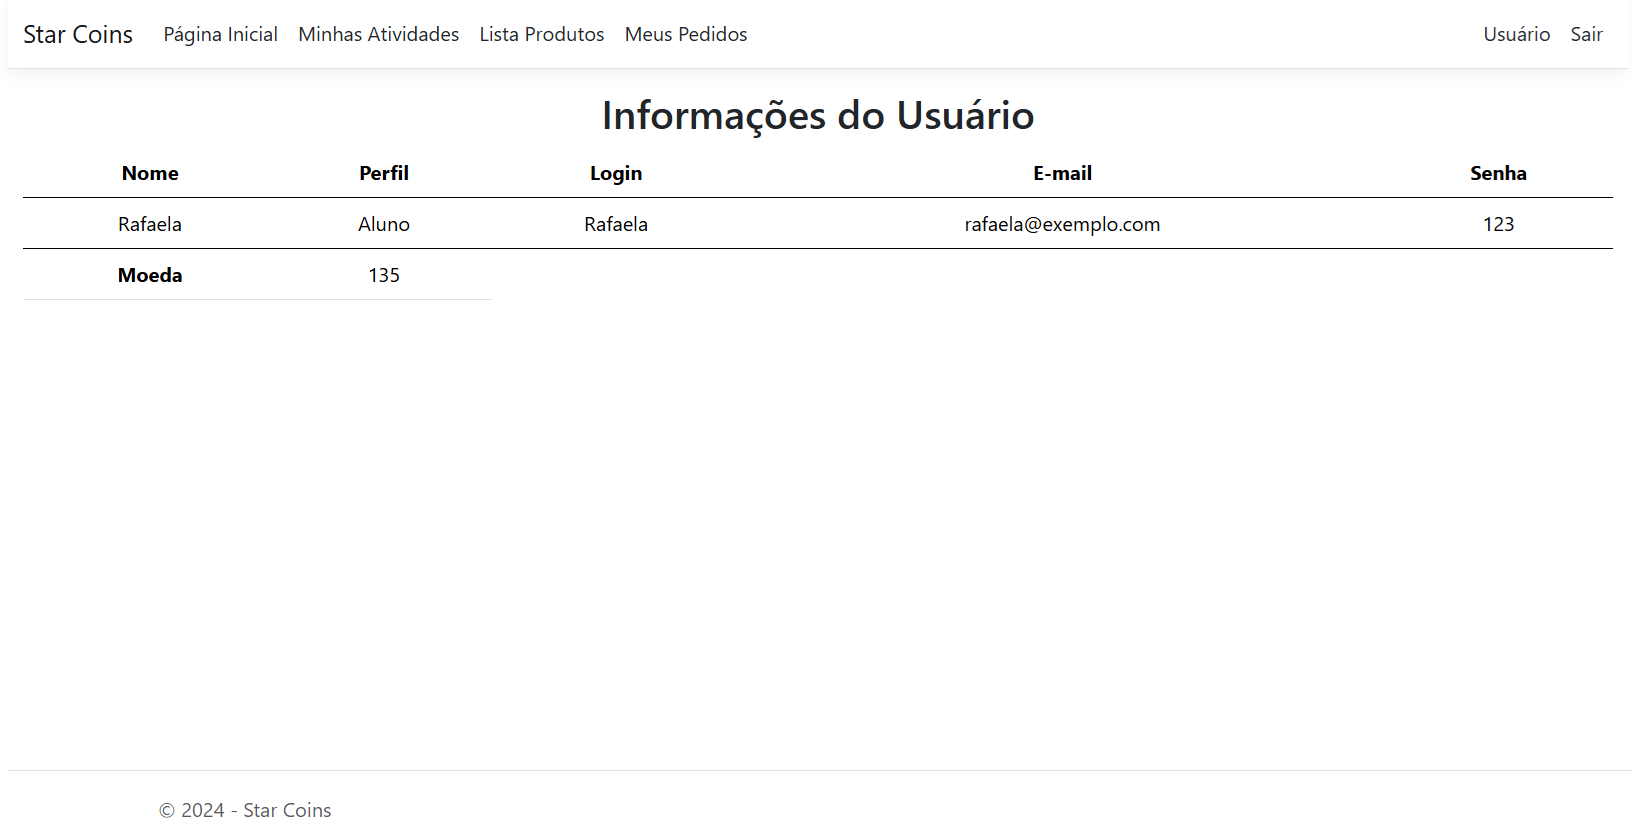 Star Coins Página Inicial Minhas Atividades Lista Produtos Meus Pedidos Usuário Sair
Informações do Usuário
Nome Perfil Login E-mail Senha
Rafaela Aluno Rafaela rafaela@exemplo.com 123
Moeda 135
© 2024 - Star Coins